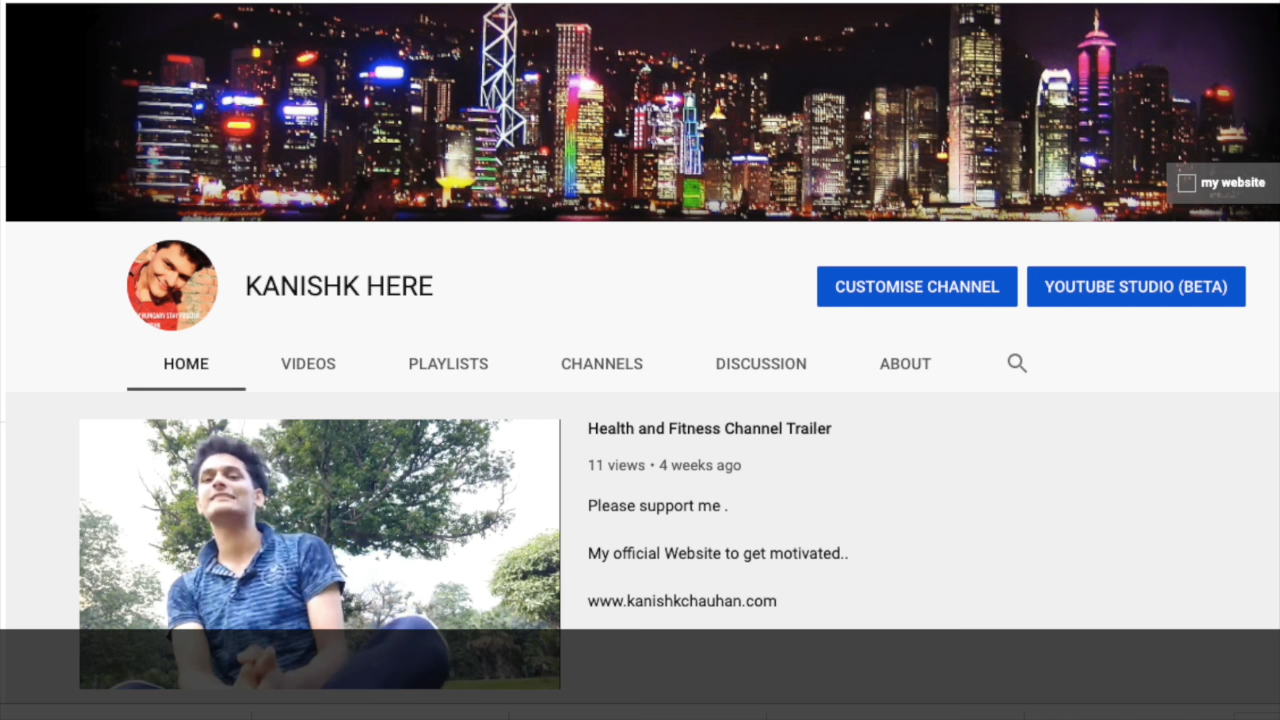 my website
KANISHK HERE
CUSTOMISE CHANNEL
YOUTUBE STUDIO (BETA)
HOME
VIDEOS
PLAYLISTS
CHANNELS
DISCUSSION
ABOUT
Health and Fitness Channel Trailer
11 views • 4 weeks ago
Please support me .
My official Website to get motivated..
www.kanishkchauhan.com